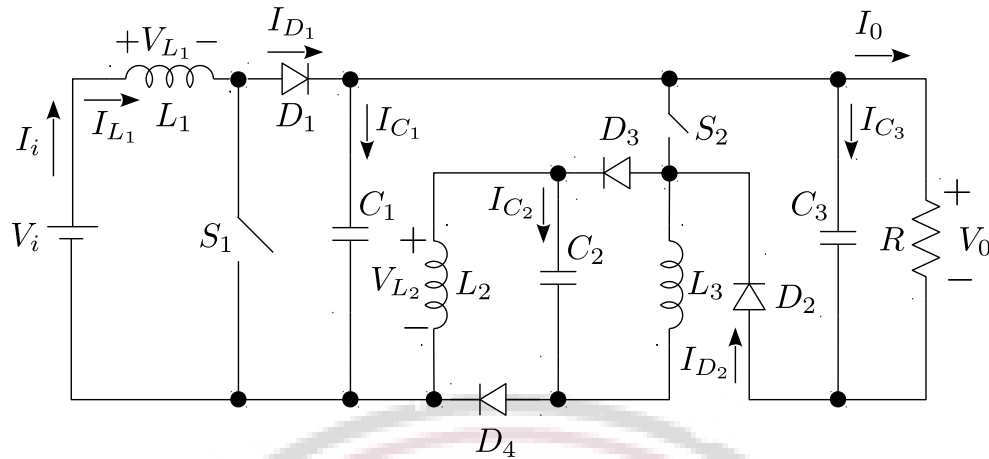 +V_{L_1}−
I_{D_1}
I_0
I_i
I_{L_1}
L_1
D_1
I_{C_1}
S_2
I_{C_3}
D_3
V_i
S_1
C_1
I_{C_2}
C_2
C_3
+
V_{L_2}
−
L_2
L_3
D_2
R
+
V_0
−
I_{D_2}
D_4